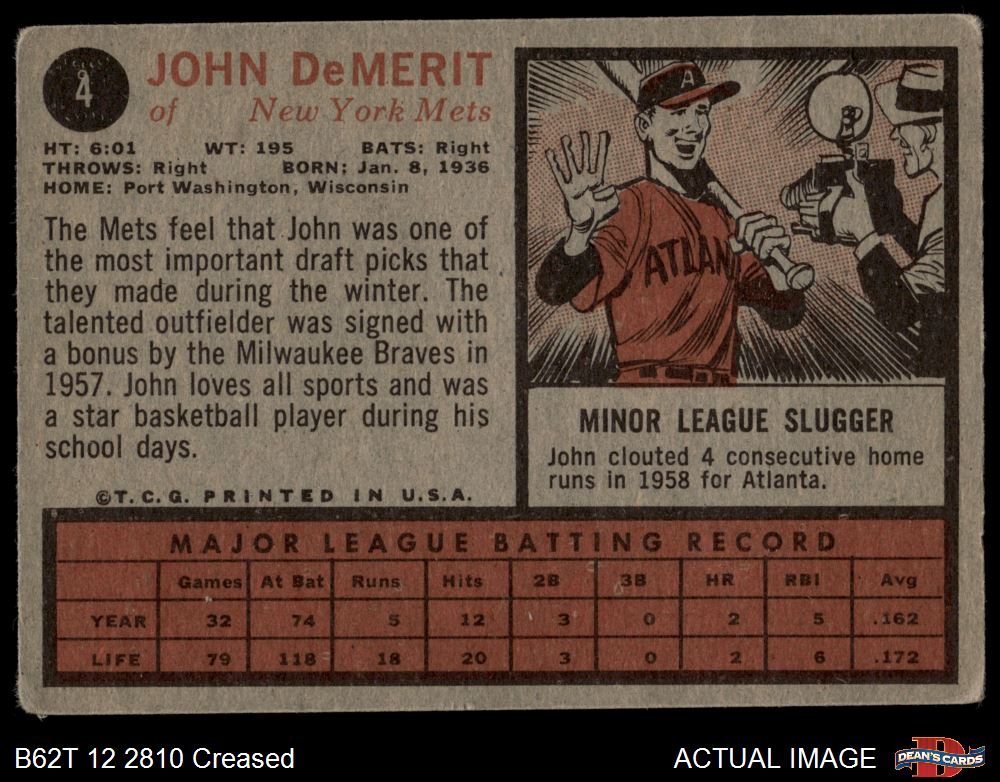 4
JOHN DeMERIT
of New York Mets
HT: 6:01 WT: 195 BATS: Right
THROWS: Right BORN: Jan. 8, 1936
HOME: Port Washington, Wisconsin
The Mets feel that John was one of
the most important draft picks that
they made during the winter. The
talented outfielder was signed with
a bonus by the Milwaukee Braves in
1957. John loves all sports and was
a star basketball player during his
school days.
©T.C.G. PRINTED IN U.S.A.
A
ATLAN
MINOR LEAGUE SLUGGER
John clouted 4 consecutive home
runs in 1958 for Atlanta.
MAJOR LEAGUE BATTING RECORD
Games At Bat Runs Hits 2B 3B HR RBI Avg
YEAR 32 74 5 12 3 0 2 5 .162
LIFE 79 118 18 20 3 0 2 6 .172
B62T 12 2810 Creased
ACTUAL IMAGE
D
DEAN'S CARDS